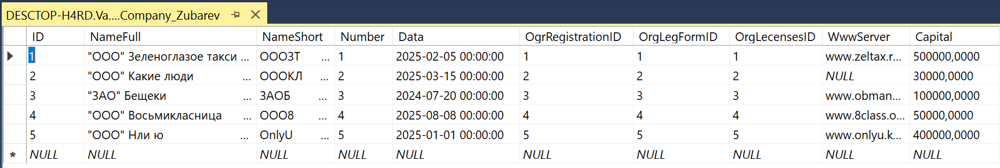 DESCTOP-H4RD.Va....Company_Zubarev
ID NameFull NameShort Number Data OgrRegistrationID OrgLegFormID OrgLecensesID WwwServer Capital
1 "ООО" Зеленоглазое такси ... ОООЗТ ... 1 2025-02-05 00:00:00 1 1 1 www.zeltax.r... 500000,0000
2 "ООО" Какие люди ... ОООКЛ ... 2 2025-03-15 00:00:00 2 2 2 NULL 30000,0000
3 "ЗАО" Бещеки ... ЗАОБ ... 3 2024-07-20 00:00:00 3 3 3 www.obman... 100000,0000
4 "ООО" Восьмикласница ... ООО8 ... 4 2025-08-08 00:00:00 4 4 4 www.8class.o... 50000,0000
5 "ООО" Нли ю ... OnlyU ... 5 2025-01-01 00:00:00 5 5 5 www.onlyu.k... 400000,0000
* NULL NULL NULL NULL NULL NULL NULL NULL NULL NULL